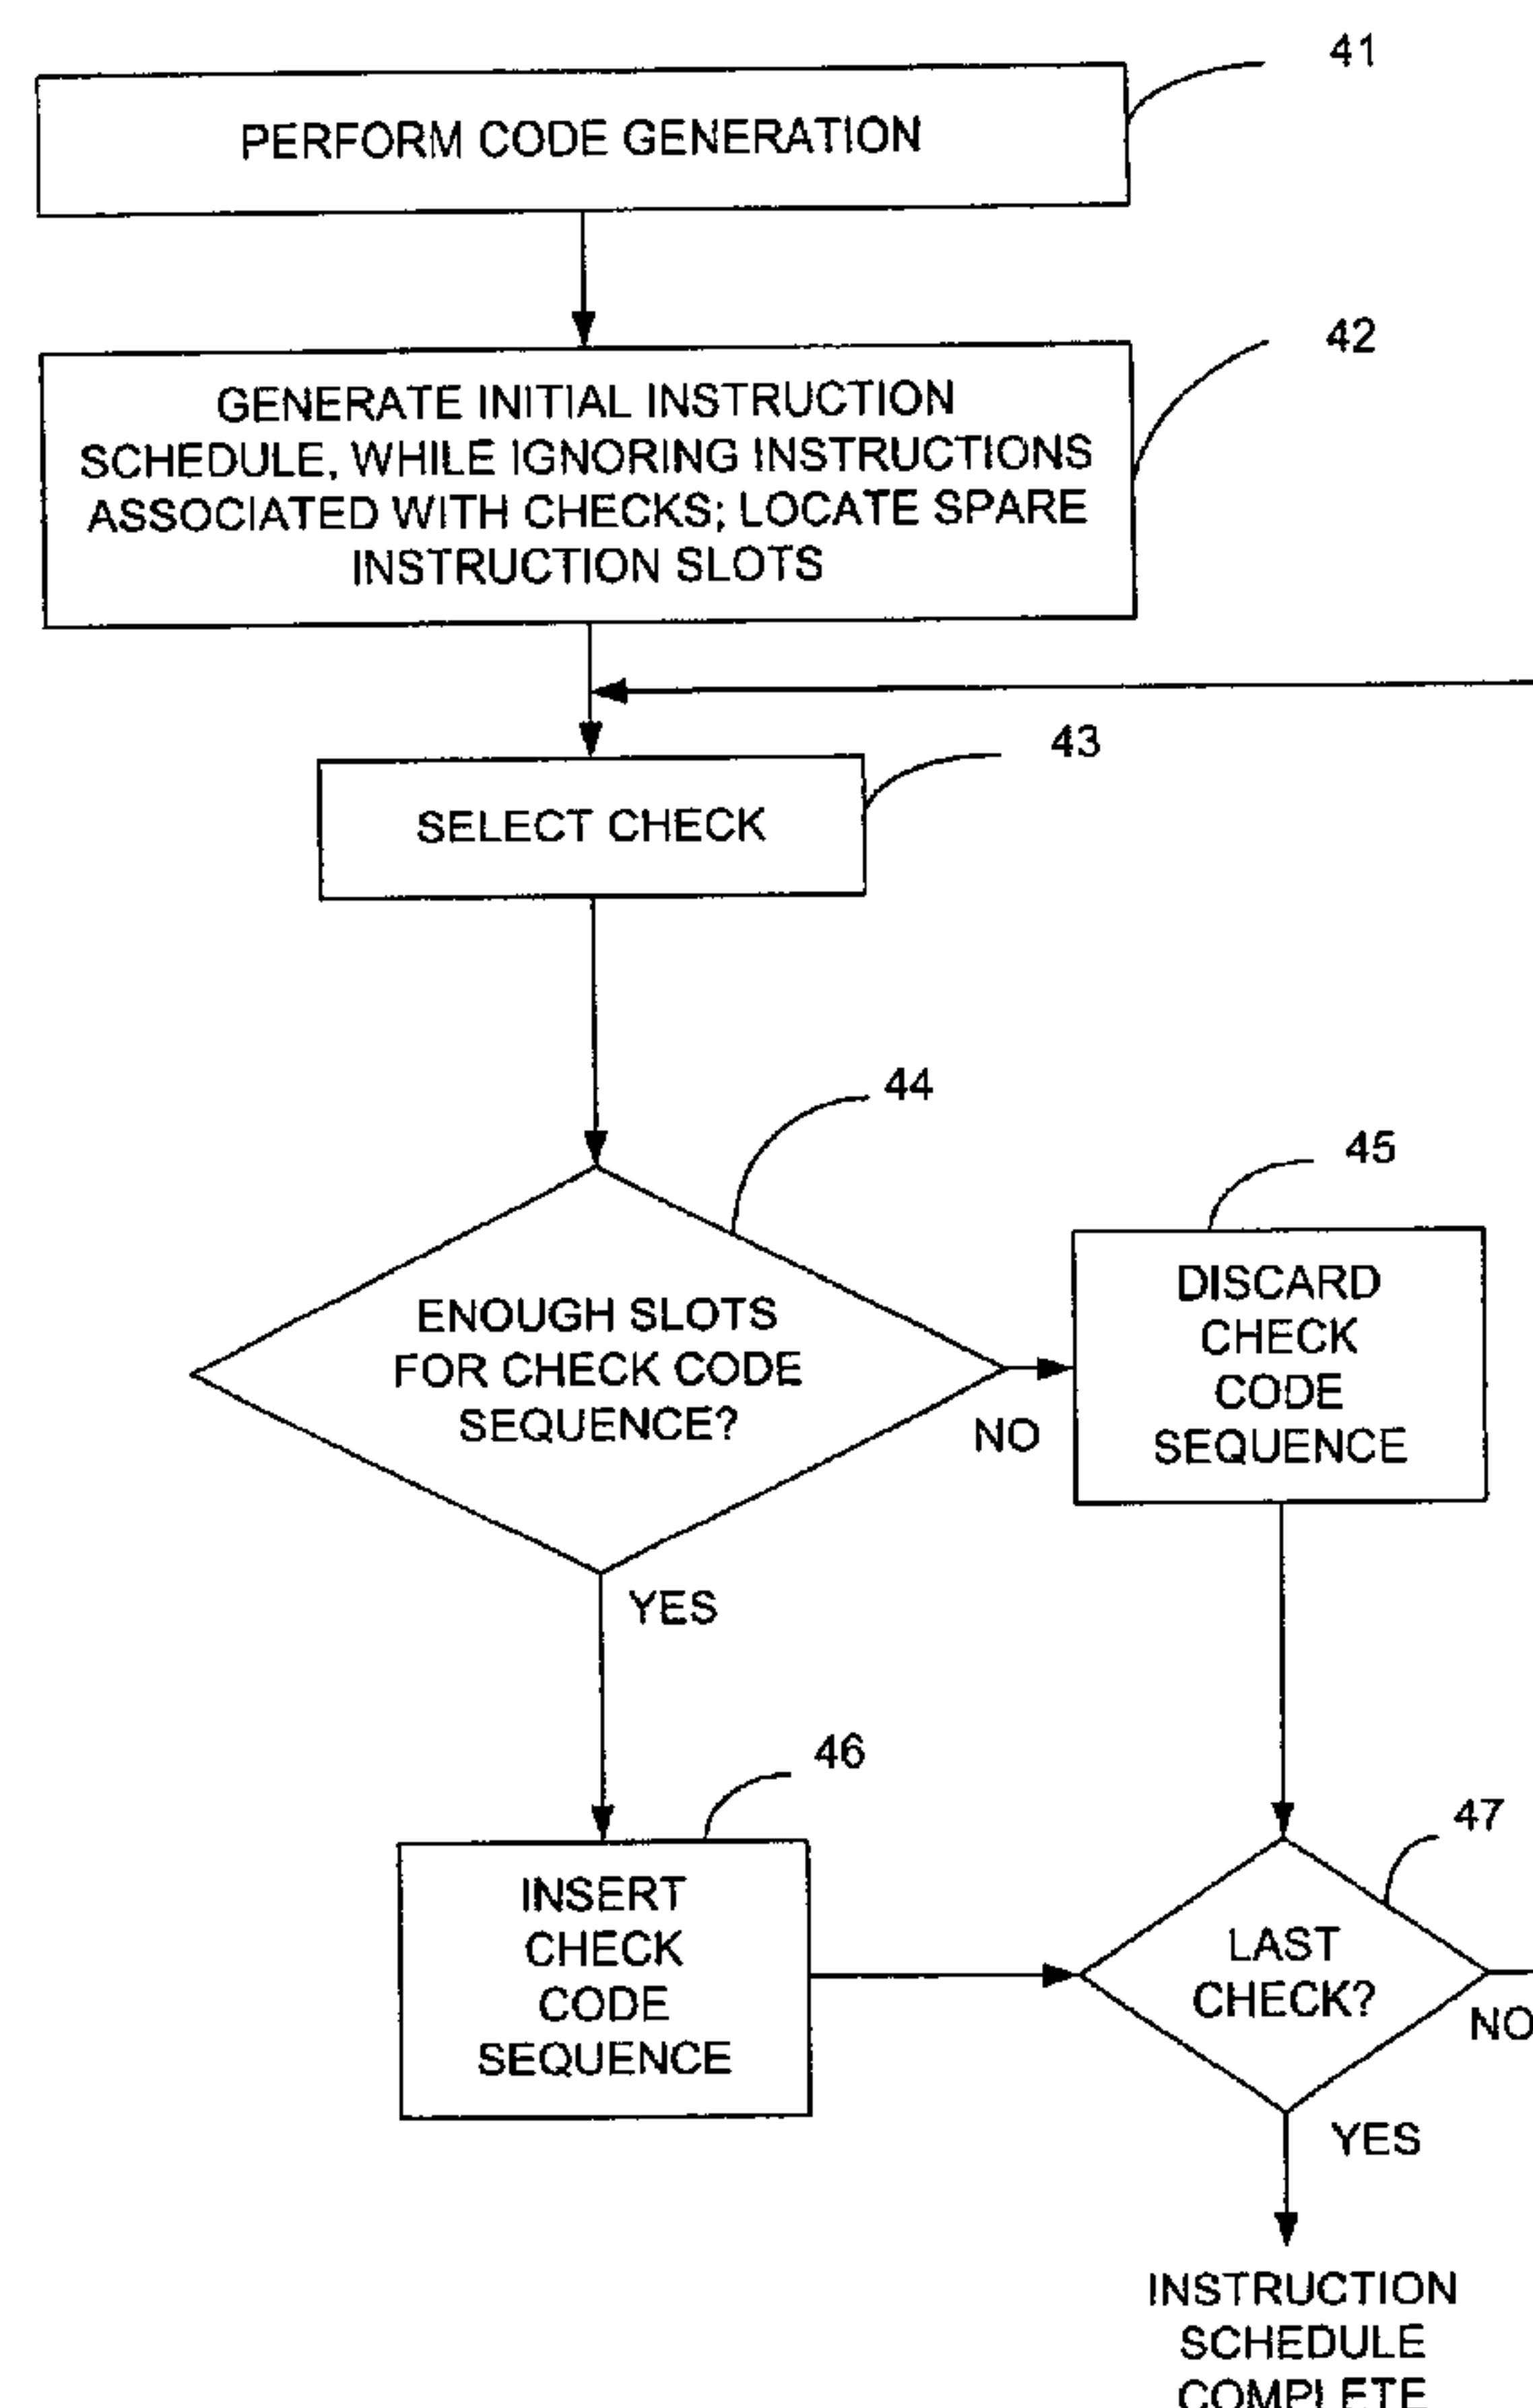 41
PERFORM CODE GENERATION
42
GENERATE INITIAL INSTRUCTION
SCHEDULE, WHILE IGNORING INSTRUCTIONS
ASSOCIATED WITH CHECKS; LOCATE SPARE
INSTRUCTION SLOTS
43
SELECT CHECK
44
ENOUGH SLOTS
FOR CHECK CODE
SEQUENCE?
NO
45
DISCARD
CHECK
CODE
SEQUENCE
YES
46
INSERT
CHECK
CODE
SEQUENCE
47
LAST
CHECK?
NO
YES
INSTRUCTION
SCHEDULE
COMPLETE